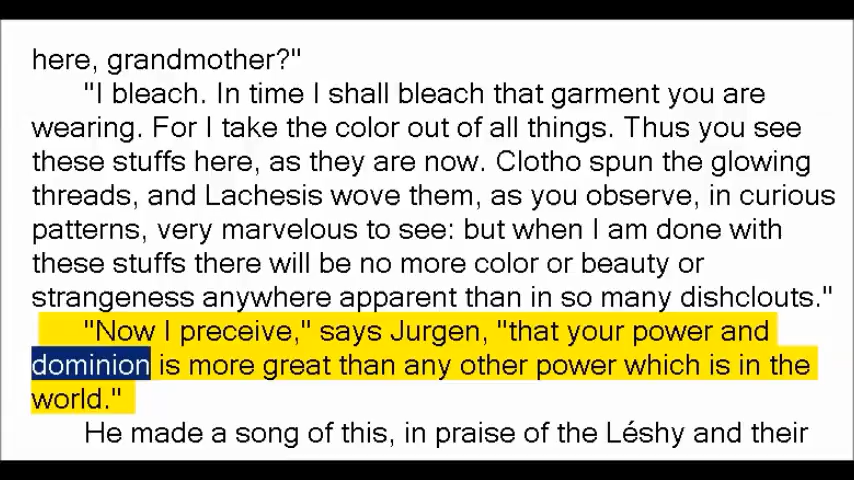 here, grandmother?"
"I bleach. In time I shall bleach that garment you are
wearing. For I take the color out of all things. Thus you see
these stuffs here, as they are now. Clotho spun the glowing
threads, and Lachesis wove them, as you observe, in curious
patterns, very marvelous to see: but when I am done with
these stuffs there will be no more color or beauty or
strangeness anywhere apparent than in so many dishclouts."
"Now I preceive," says Jurgen, "that your power and
dominion is more great than any other power which is in the
world."
He made a song of this, in praise of the Léshy and their